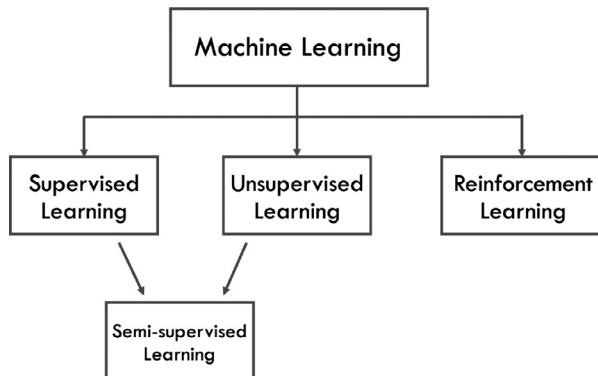 Machine Learning
Supervised
Learning
Unsupervised
Learning
Reinforcement
Learning
Semi-supervised
Learning